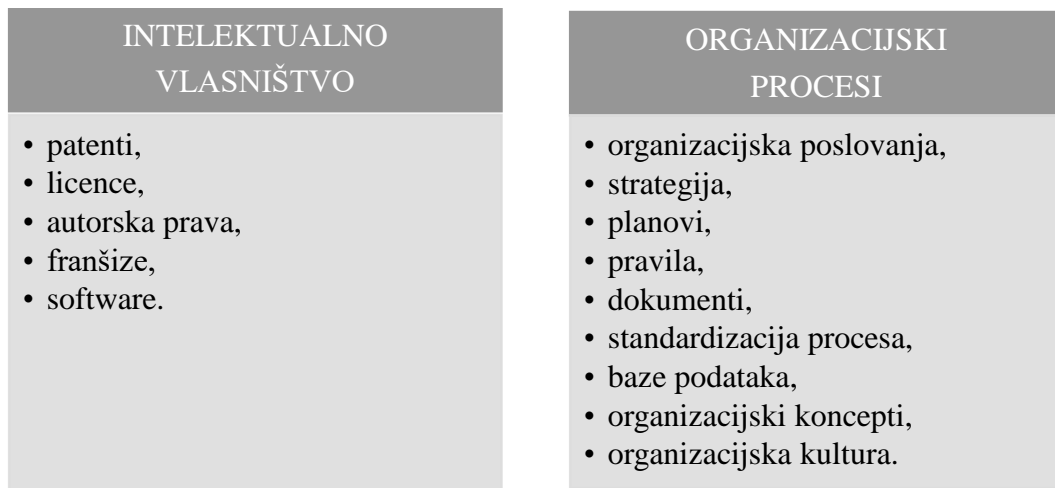 INTELEKTUALNO
VLASNIŠTVO
• patenti,
• licence,
• autorska prava,
• franšize,
• software.
ORGANIZACIJSKI
PROCESI
• organizacijska poslovanja,
• strategija,
• planovi,
• pravila,
• dokumenti,
• standardizacija procesa,
• baze podataka,
• organizacijski koncepti,
• organizacijska kultura.